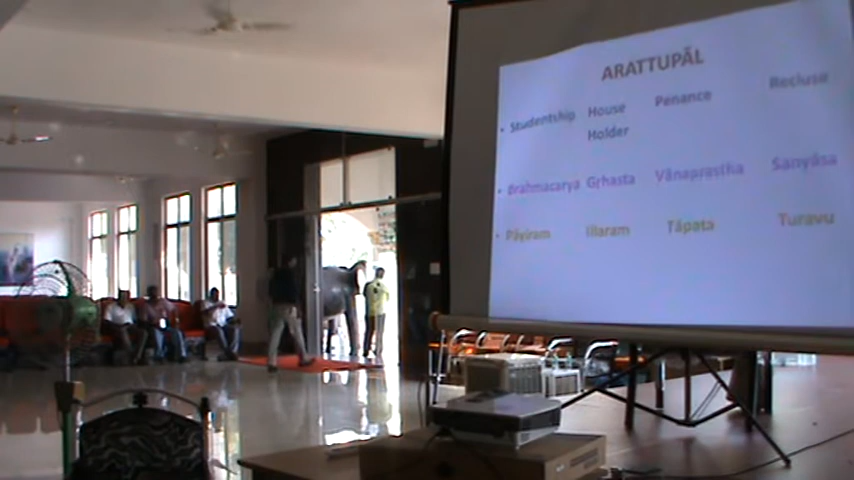 ARATTUPĀL
• Studentship House Holder Penance Recluse
• Brahmacarya Gṛhasta Vānaprastha Sanyāsa
• Pāyiram Illaram Tāpata Turavu